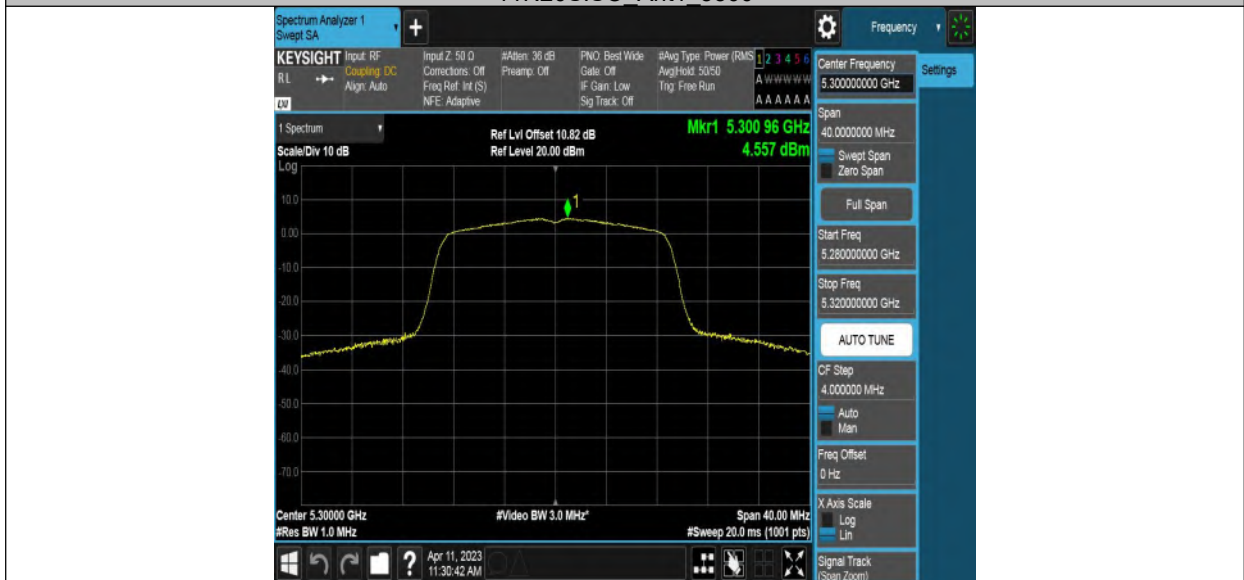 Spectrum Analyzer 1
Swept SA
Frequency
KEYSIGHT
R L
LXI
Input: RF
Coupling: DC
Align: Auto
Input Z: 50 Ω
Corrections: Off
Freq Ref: Int (S)
NFE: Adaptive
#Atten: 36 dB
Preamp: Off
PNO: Best Wide
Gate: Off
IF Gain: Low
Sig Track: Off
#Avg Type: Power (RMS
Avg|Hold: 50/50
Trig: Free Run
1 2 3 4 5 6
A W W W W W
A A A A A A
1 Spectrum
Scale/Div 10 dB
Log
Ref Lvl Offset 10.82 dB
Ref Level 20.00 dBm
Mkr1 5.300 96 GHz
4.557 dBm
1
10.0
0.00
-10.0
-20.0
-30.0
-40.0
-50.0
-60.0
-70.0
Center 5.30000 GHz
#Res BW 1.0 MHz
#Video BW 3.0 MHz*
Span 40.00 MHz
#Sweep 20.0 ms (1001 pts)
?
Apr 11, 2023
11:30:42 AM
Settings
Center Frequency
5.300000000 GHz
Span
40.0000000 MHz
Swept Span
Zero Span
Full Span
Start Freq
5.280000000 GHz
Stop Freq
5.320000000 GHz
AUTO TUNE
CF Step
4.000000 MHz
Auto
Man
Freq Offset
0 Hz
X Axis Scale
Log
Lin
Signal Track
(Span Zoom)